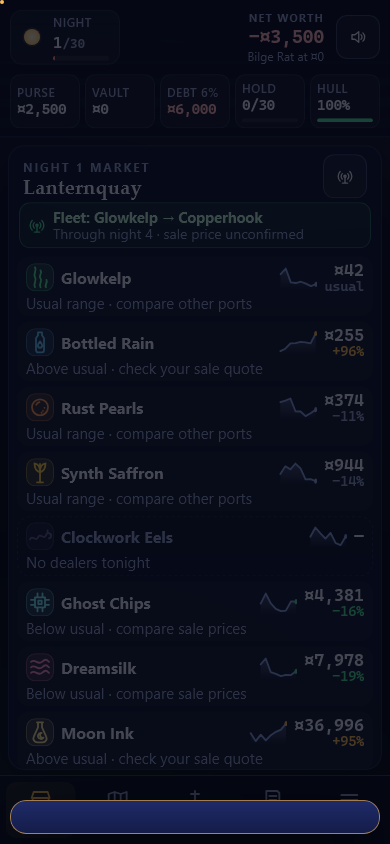 NIGHT
1/30
NET WORTH
−¤3,500
Bilge Rat at ¤0
PURSE
¤2,500
VAULT
¤0
DEBT 6%
¤6,000
HOLD
0/30
HULL
100%
NIGHT 1 MARKET
Lanternquay
Fleet: Glowkelp → Copperhook
Through night 4 · sale price unconfirmed
Glowkelp
¤42
usual
Usual range · compare other ports
Bottled Rain
¤255
+96%
Above usual · check your sale quote
Rust Pearls
¤374
−11%
Usual range · compare other ports
Synth Saffron
¤944
−14%
Usual range · compare other ports
Clockwork Eels
—
No dealers tonight
Ghost Chips
¤4,381
−16%
Below usual · compare sale prices
Dreamsilk
¤7,978
−19%
Below usual · compare sale prices
Moon Ink
¤36,996
+95%
Above usual · check your sale quote